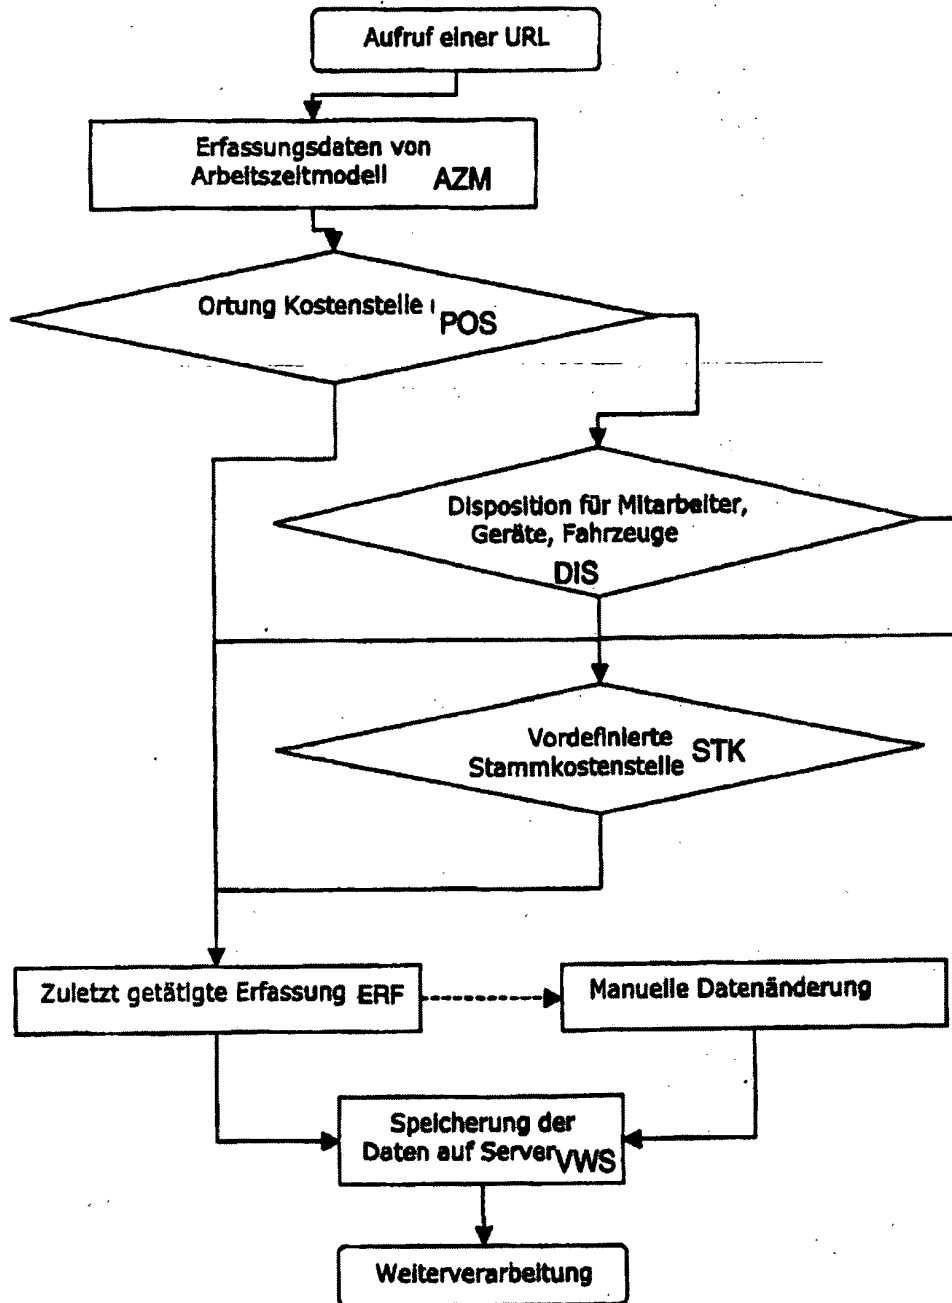 Aufruf einer URL
Erfassungsdaten von
Arbeitszeitmodell AZM
Ortung Kostenstelle
POS
Disposition für Mitarbeiter,
Geräte, Fahrzeuge
DIS
Vordefinierte
Stammkostenstelle STK
Zuletzt getätigte Erfassung ERF
Manuelle Datenänderung
Speicherung der
Daten auf Server VWS
Weiterverarbeitung